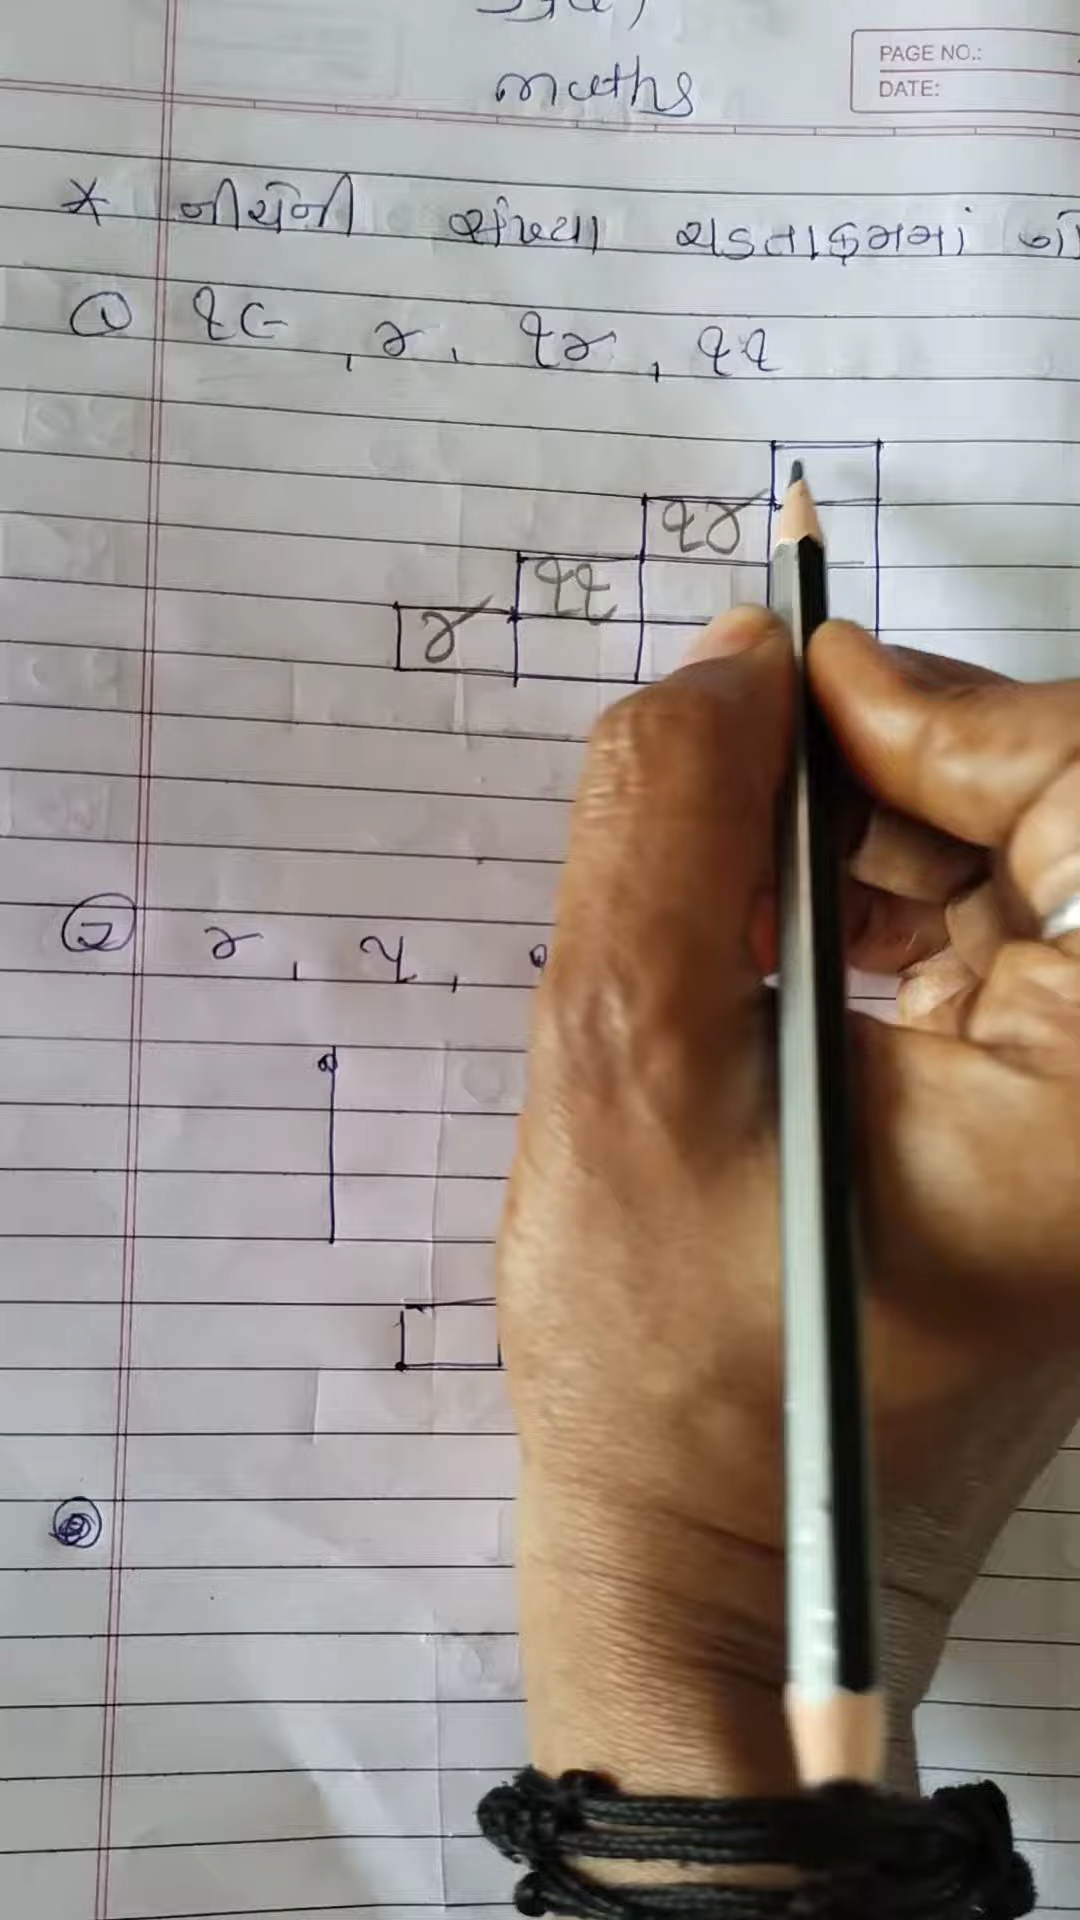 maths
PAGE NO.:
DATE:
* નીચેની સંખ્યા ચડતાક્રમમાં
① ૧૮, ૪, ૧૪, ૧૧
૧૪
૧૧
૪
② ૪, ૫,